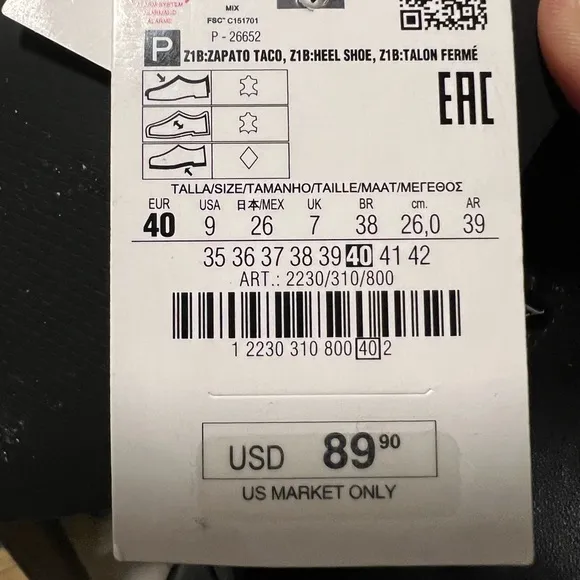 MIX
FSC™ C151701
P - 26652
P Z1B:ZAPATO TACO, Z1B:HEEL SHOE, Z1B:TALON FERMÉ
EAC
TALLA/SIZE/TAMANHO/TAILLE/MAAT/ΜΕΓΕΘΟΣ
EUR USA 日本/MEX UK BR cm. AR
40 9 26 7 38 26,0 39
35 36 37 38 39 40 41 42
ART.: 2230/310/800
1 2230 310 800 40 2
USD 89 90
US MARKET ONLY